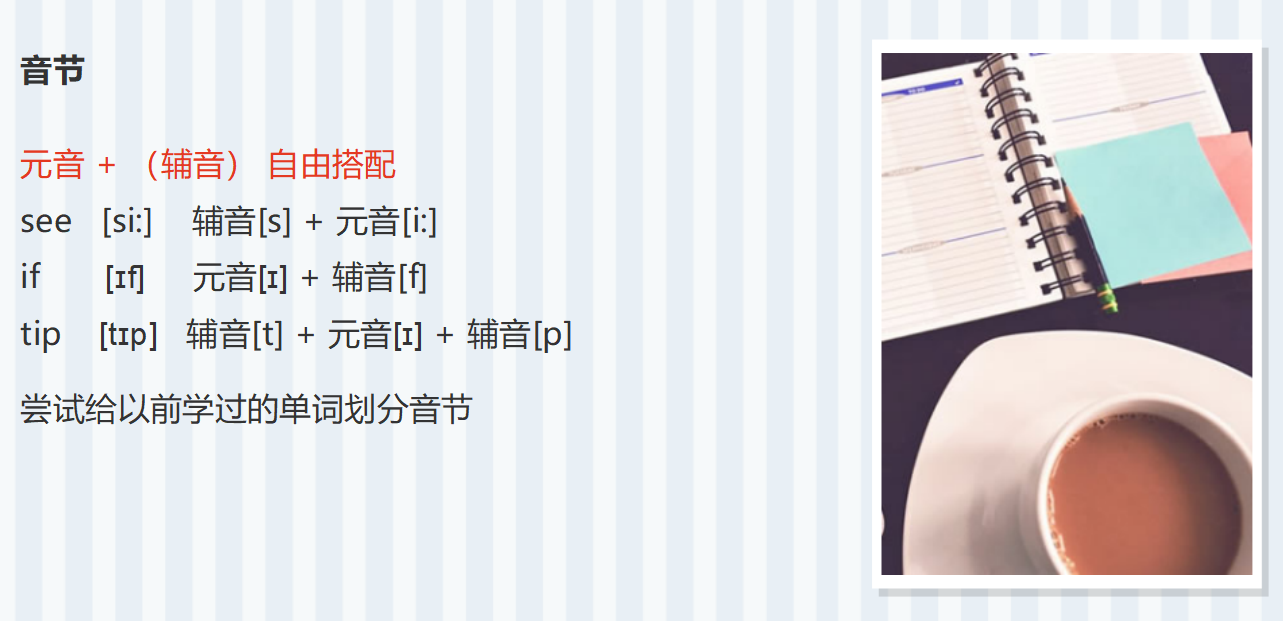 音节
元音 + （辅音） 自由搭配
see [si:] 辅音[s] + 元音[i:]
if [ɪf] 元音[ɪ] + 辅音[f]
tip [tɪp] 辅音[t] + 元音[ɪ] + 辅音[p]
尝试给以前学过的单词划分音节